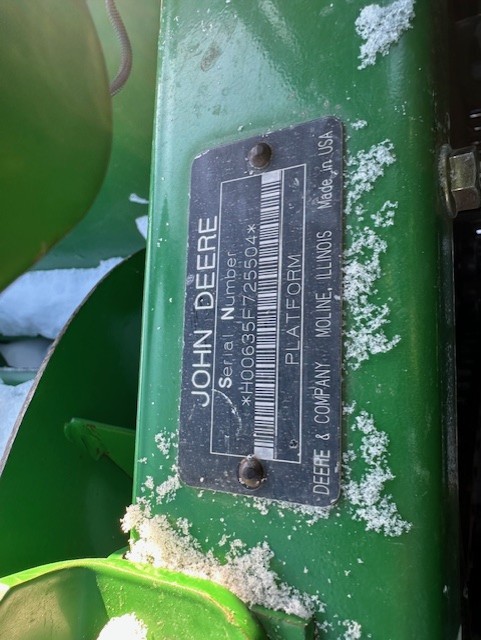 JOHN DEERE
Serial Number
*H00635F725504*
PLATFORM
DEERE & COMPANY MOLINE, ILLINOIS Made in USA